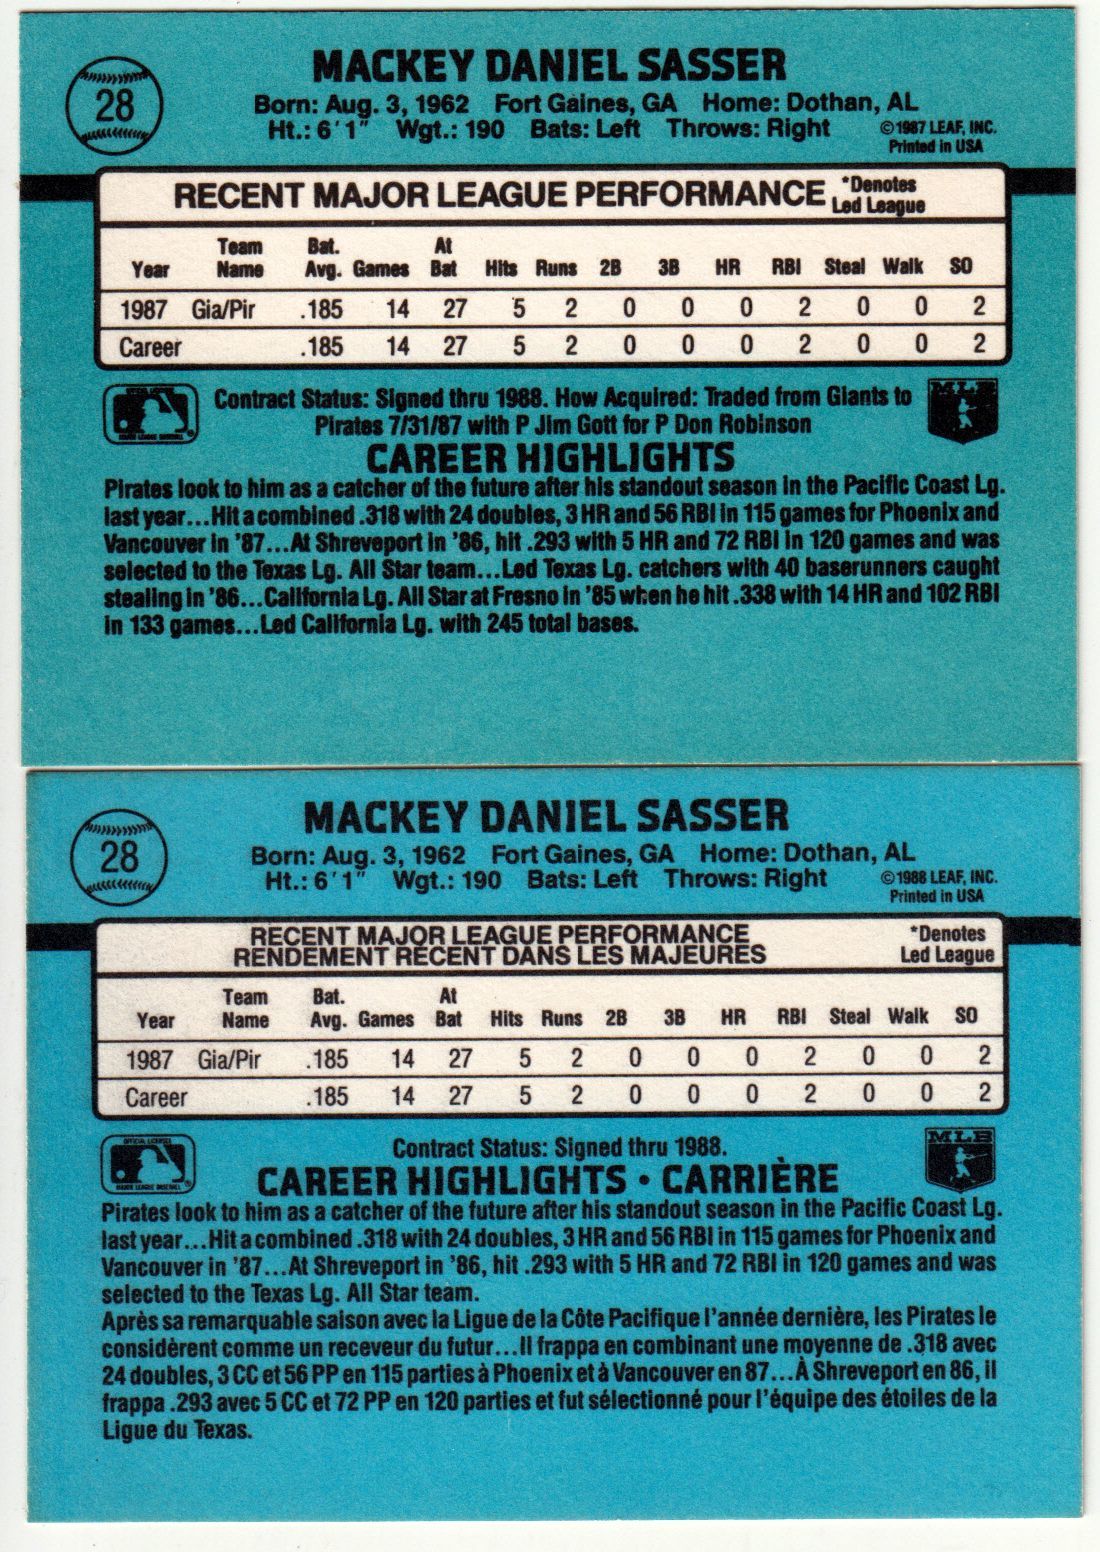 28
MACKEY DANIEL SASSER
Born: Aug. 3, 1962 Fort Gaines, GA Home: Dothan, AL
Ht.: 6'1" Wgt.: 190 Bats: Left Throws: Right
©1987 LEAF, INC.
Printed in USA
RECENT MAJOR LEAGUE PERFORMANCE
*Denotes
Led League
Year Team Name Bat. Avg. Games At Bat Hits Runs 2B 3B HR RBI Steal Walk SO
1987 Gia/Pir .185 14 27 5 2 0 0 0 2 0 0 2
Career .185 14 27 5 2 0 0 0 2 0 0 2
MLB
Contract Status: Signed thru 1988. How Acquired: Traded from Giants to
Pirates 7/31/87 with P Jim Gott for P Don Robinson
CAREER HIGHLIGHTS
Pirates look to him as a catcher of the future after his standout season in the Pacific Coast Lg.
last year...Hit a combined .318 with 24 doubles, 3 HR and 56 RBI in 115 games for Phoenix and
Vancouver in '87...At Shreveport in '86, hit .293 with 5 HR and 72 RBI in 120 games and was
selected to the Texas Lg. All Star team...Led Texas Lg. catchers with 40 baserunners caught
stealing in '86...California Lg. All Star at Fresno in '85 when he hit .338 with 14 HR and 102 RBI
in 133 games...Led California Lg. with 245 total bases.
28
MACKEY DANIEL SASSER
Born: Aug. 3, 1962 Fort Gaines, GA Home: Dothan, AL
Ht.: 6'1" Wgt.: 190 Bats: Left Throws: Right
©1988 LEAF, INC.
Printed in USA
RECENT MAJOR LEAGUE PERFORMANCE
RENDEMENT RECENT DANS LES MAJEURES
*Denotes
Led League
Year Team Name Bat. Avg. Games At Bat Hits Runs 2B 3B HR RBI Steal Walk SO
1987 Gia/Pir .185 14 27 5 2 0 0 0 2 0 0 2
Career .185 14 27 5 2 0 0 0 2 0 0 2
OFFICIAL LICENSEE
MAJOR LEAGUE BASEBALL
MLB
Contract Status: Signed thru 1988.
CAREER HIGHLIGHTS • CARRIÈRE
Pirates look to him as a catcher of the future after his standout season in the Pacific Coast Lg.
last year...Hit a combined .318 with 24 doubles, 3 HR and 56 RBI in 115 games for Phoenix and
Vancouver in '87...At Shreveport in '86, hit .293 with 5 HR and 72 RBI in 120 games and was
selected to the Texas Lg. All Star team.
Après sa remarquable saison avec la Ligue de la Côte Pacifique l'année dernière, les Pirates le
considèrent comme un receveur du futur...Il frappa en combinant une moyenne de .318 avec
24 doubles, 3 CC et 56 PP en 115 parties à Phoenix et à Vancouver en 87...À Shreveport en 86, il
frappa .293 avec 5 CC et 72 PP en 120 parties et fut sélectionné pour l'équipe des étoiles de la
Ligue du Texas.